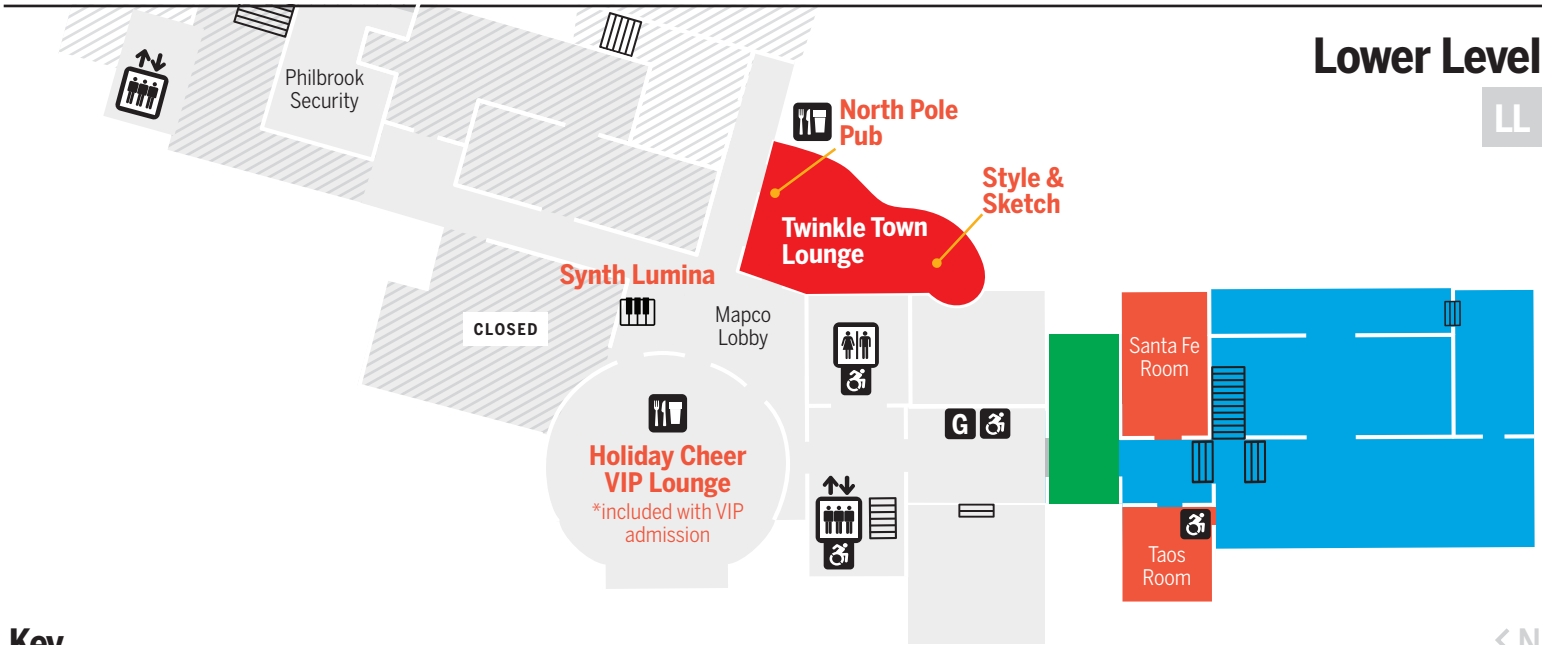 Lower Level
LL
Philbrook
Security
North Pole
Pub
Style &
Sketch
Twinkle Town
Lounge
Synth Lumina
CLOSED
Mapco
Lobby
Santa Fe
Room
G
Holiday Cheer
VIP Lounge
*included with VIP
admission
Taos
Room
Key
< N